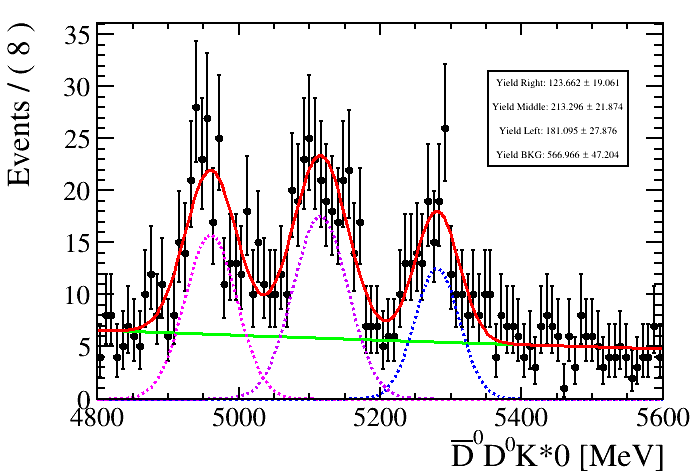 Events / ( 8 )
35
30
25
20
15
10
5
0
Yield Right: 123.662 ± 19.061
Yield Middle: 213.296 ± 21.874
Yield Left: 181.095 ± 27.876
Yield BKG: 566.966 ± 47.204
4800 5000 5200 5400 5600
D̅⁰D⁰K*0 [MeV]